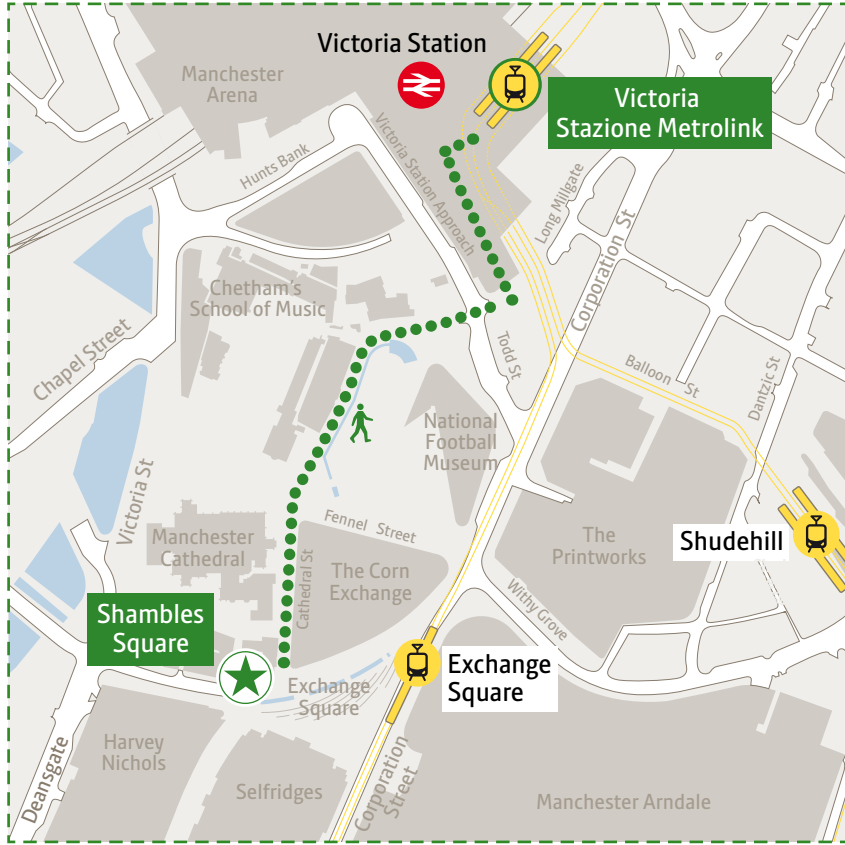 Victoria Station
Manchester
Arena
Victoria
Stazione Metrolink
Hunts Bank
Victoria Station Approach
Long Millgate
Corporation St
Chetham's
School of Music
Chapel Street
Todd St
Balloon St
Dantzic St
National
Football
Museum
Victoria St
Fennel Street
Manchester
Cathedral
The
Printworks
Shudehill
Cathedral St
The Corn
Exchange
Withy Grove
Shambles
Square
Exchange
Square
Exchange
Square
Deansgate
Harvey
Nichols
Selfridges
Corporation
Street
Manchester Arndale